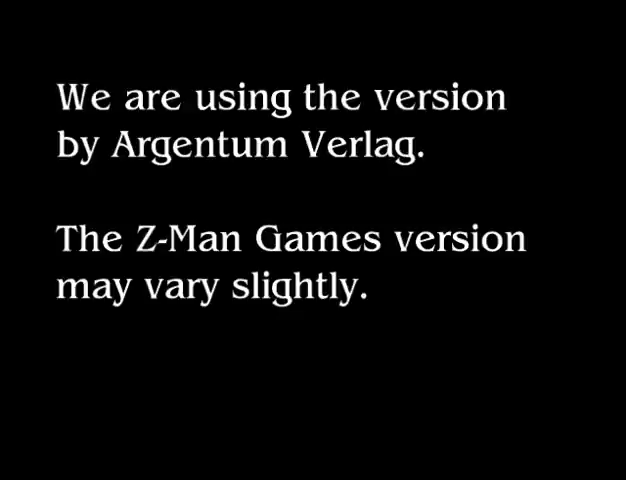 We are using the version
by Argentum Verlag.
The Z-Man Games version
may vary slightly.